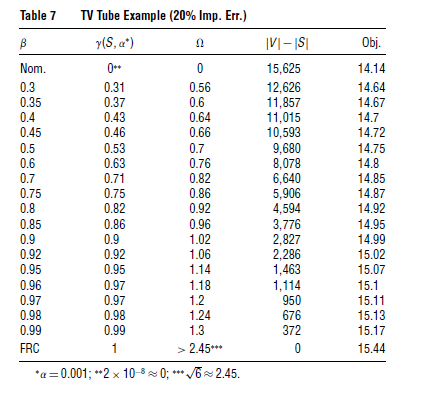 Table 7 TV Tube Example (20% Imp. Err.)
β γ(S, α*) Ω |V| − |S| Obj.
Nom. 0** 0 15,625 14.14
0.3 0.31 0.56 12,626 14.64
0.35 0.37 0.6 11,857 14.67
0.4 0.43 0.64 11,015 14.7
0.45 0.46 0.66 10,593 14.72
0.5 0.53 0.7 9,680 14.75
0.6 0.63 0.76 8,078 14.8
0.7 0.71 0.82 6,640 14.85
0.75 0.75 0.86 5,906 14.87
0.8 0.82 0.92 4,594 14.92
0.85 0.86 0.96 3,776 14.95
0.9 0.9 1.02 2,827 14.99
0.92 0.92 1.06 2,286 15.02
0.95 0.95 1.14 1,463 15.07
0.96 0.97 1.18 1,114 15.1
0.97 0.97 1.2 950 15.11
0.98 0.98 1.24 676 15.13
0.99 0.99 1.3 372 15.17
FRC 1 > 2.45*** 0 15.44
*α = 0.001; **2 × 10⁻⁸ ≈ 0; ***√6 ≈ 2.45.